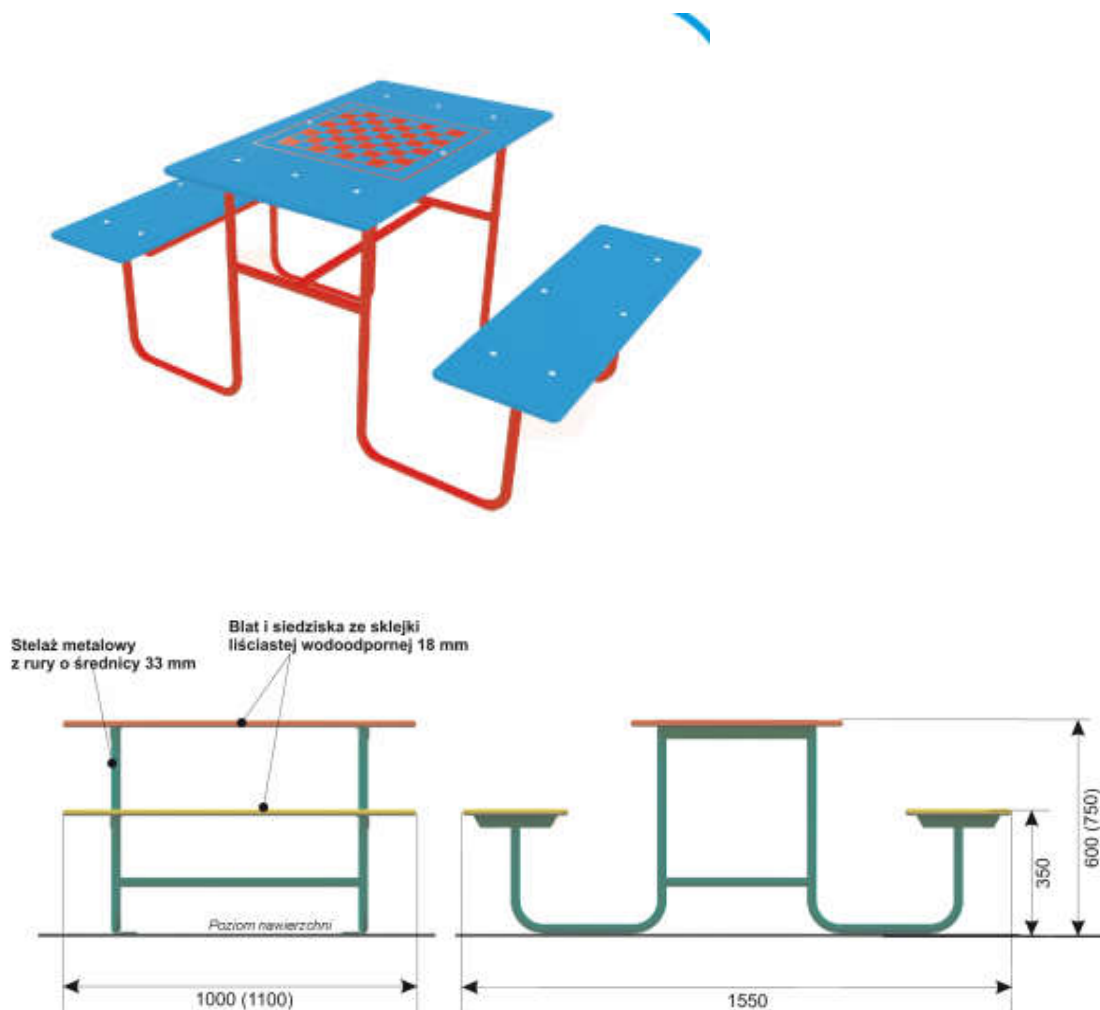 Stelaż metalowy
z rury o średnicy 33 mm
Blat i siedziska ze sklejki
liściastej wodoodpornej 18 mm
Poziom nawierzchni
1000 (1100)
1550
350
600 (750)